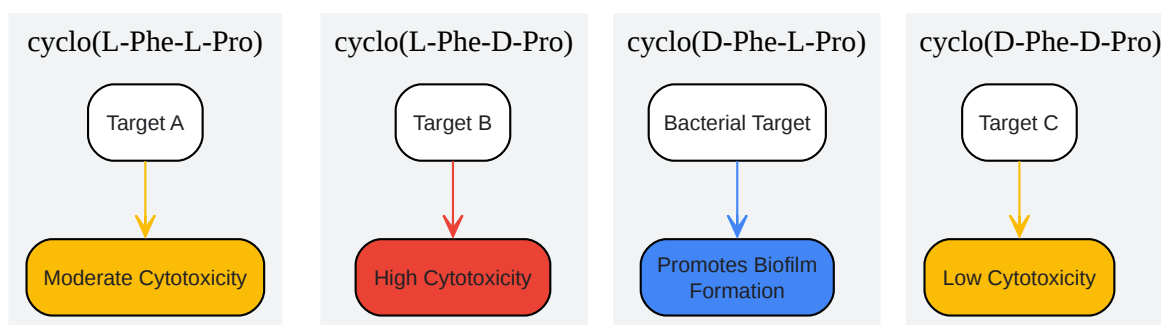 cyclo(L-Phe-L-Pro)
Target A
Moderate Cytotoxicity
cyclo(L-Phe-D-Pro)
Target B
High Cytotoxicity
cyclo(D-Phe-L-Pro)
Bacterial Target
Promotes Biofilm
Formation
cyclo(D-Phe-D-Pro)
Target C
Low Cytotoxicity